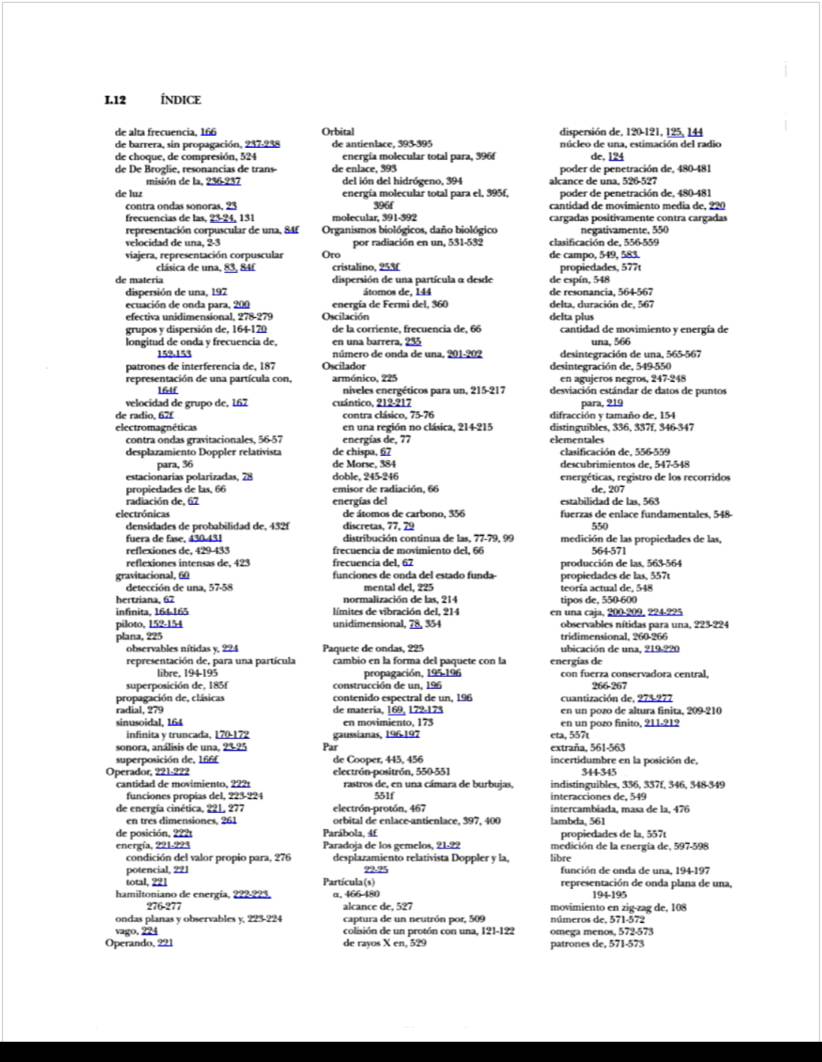 I.12 ÍNDICE
de alta frecuencia, 166
de barrera, sin propagación, 237-238
de choque, de compresión, 524
de De Broglie, resonancias de trans-
misión de la, 236-237
de luz
contra ondas sonoras, 23
frecuencias de las, 23-24, 131
representación corpuscular de una, 84f
velocidad de una, 2-3
viajera, representación corpuscular
clásica de una, 83, 84f
de materia
dispersión de una, 197
ecuación de onda para, 200
efectiva unidimensional, 278-279
grupos y dispersión de, 164-170
longitud de onda y frecuencia de,
152-153
patrones de interferencia de, 187
representación de una partícula con,
164f
velocidad de grupo de, 167
de radio, 67f
electromagnéticas
contra ondas gravitacionales, 56-57
desplazamiento Doppler relativista
para, 36
estacionarias polarizadas, 78
propiedades de las, 66
radiación de, 67
electrónicas
densidades de probabilidad de, 432f
fuera de fase, 430-431
reflexiones de, 429-433
reflexiones intensas de, 423
gravitacional, 60
detección de una, 57-58
hertziana, 67
infinita, 164-165
piloto, 152-154
plana, 225
observables nítidas y, 224
representación de, para una partícula
libre, 194-195
superposición de, 185f
propagación de, clásicas
radial, 279
sinusoidal, 164
infinita y truncada, 170-172
sonora, análisis de una, 23-25
superposición de, 166f
Operador, 221-222
cantidad de movimiento, 222t
funciones propias del, 223-224
de energía cinética, 221, 277
en tres dimensiones, 261
de posición, 222t
energía, 221-223
condición del valor propio para, 276
potencial, 221
total, 221
hamiltoniano de energía, 222-223,
276-277
ondas planas y observables y, 223-224
vago, 224
Operando, 221
Orbital
de antienlace, 393-395
energía molecular total para, 396f
de enlace, 393
del ión del hidrógeno, 394
energía molecular total para el, 395f,
396f
molecular, 391-392
Organismos biológicos, daño biológico
por radiación en un, 531-532
Oro
cristalino, 253f
dispersión de una partícula α desde
átomos de, 144
energía de Fermi del, 360
Oscilación
de la corriente, frecuencia de, 66
en una barrera, 235
número de onda de una, 201-202
Oscilador
armónico, 225
niveles energéticos para un, 215-217
cuántico, 212-217
contra clásico, 75-76
en una región no clásica, 214-215
energías de, 77
de chispa, 67
de Morse, 384
doble, 245-246
emisor de radiación, 66
energías del
de átomos de carbono, 356
discretas, 77, 79
distribución continua de las, 77-79, 99
frecuencia de movimiento del, 66
frecuencia del, 67
funciones de onda del estado funda-
mental del, 225
normalización de las, 214
límites de vibración del, 214
unidimensional, 78, 354
Paquete de ondas, 225
cambio en la forma del paquete con la
propagación, 195-196
construcción de un, 196
contenido espectral de un, 196
de materia, 169, 172-173
en movimiento, 173
gaussianas, 196-197
Par
de Cooper, 445, 456
electrón-positrón, 550-551
rastros de, en una cámara de burbujas,
551f
electrón-protón, 467
orbital de enlace-antienlace, 397, 400
Parábola, 4f
Paradoja de los gemelos, 21-22
desplazamiento relativista Doppler y la,
22-25
Partícula(s)
α, 466-480
alcance de, 527
captura de un neutrón por, 509
colisión de un protón con una, 121-122
de rayos X en, 529
dispersión de, 120-121, 125, 144
núcleo de una, estimación del radio
de, 124
poder de penetración de, 480-481
alcance de una, 526-527
poder de penetración de, 480-481
cantidad de movimiento media de, 220
cargadas positivamente contra cargadas
negativamente, 550
clasificación de, 556-559
de campo, 549, 583.
propiedades, 577t
de espín, 548
de resonancia, 564-567
delta, duración de, 567
delta plus
cantidad de movimiento y energía de
una, 566
desintegración de una, 565-567
desintegración de, 549-550
en agujeros negros, 247-248
desviación estándar de datos de puntos
para, 219
difracción y tamaño de, 154
distinguibles, 336, 337f, 346-347
elementales
clasificación de, 556-559
descubrimientos de, 547-548
energéticas, registro de los recorridos
de, 207
estabilidad de las, 563
fuerzas de enlace fundamentales, 548-
550
medición de las propiedades de las,
564-571
producción de las, 563-564
propiedades de las, 557t
teoría actual de, 548
tipos de, 550-600
en una caja, 200-209, 224-225
observables nítidas para una, 223-224
tridimensional, 260-266
ubicación de una, 219-220
energías de
con fuerza conservadora central,
266-267
cuantización de, 273-277
en un pozo de altura finita, 209-210
en un pozo finito, 211-212
eta, 557t
extraña, 561-563
incertidumbre en la posición de,
344-345
indistinguibles, 336, 337f, 346, 348-349
interacciones de, 549
intercambiada, masa de la, 476
lambda, 561
propiedades de la, 557t
medición de la energía de, 597-598
libre
función de onda de una, 194-197
representación de onda plana de una,
194-195
movimiento en zig-zag de, 108
números de, 571-572
omega menos, 572-573
patrones de, 571-573